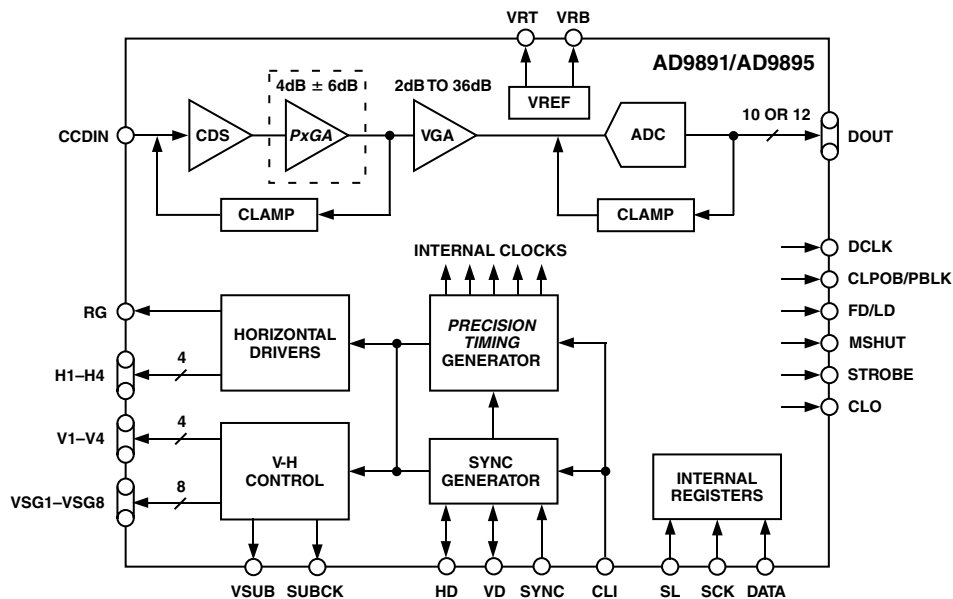 VRT VRB
AD9891/AD9895
4dB ± 6dB
2dB TO 36dB
VREF
10 OR 12
CCDIN
CDS
PxGA
VGA
ADC
DOUT
CLAMP
CLAMP
INTERNAL CLOCKS
DCLK
CLPOB/PBLK
RG
HORIZONTAL
DRIVERS
PRECISION
TIMING
GENERATOR
FD/LD
MSHUT
H1–H4
4
STROBE
CLO
V1–V4
4
V-H
CONTROL
SYNC
GENERATOR
INTERNAL
REGISTERS
VSG1–VSG8
8
VSUB SUBCK HD VD SYNC CLI SL SCK DATA